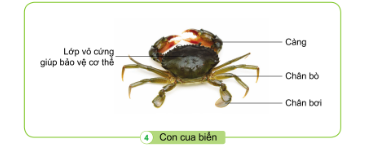 Lớp vỏ cứng
giúp bảo vệ cơ thể
Càng
Chân bò
Chân bơi
4 Con cua biển